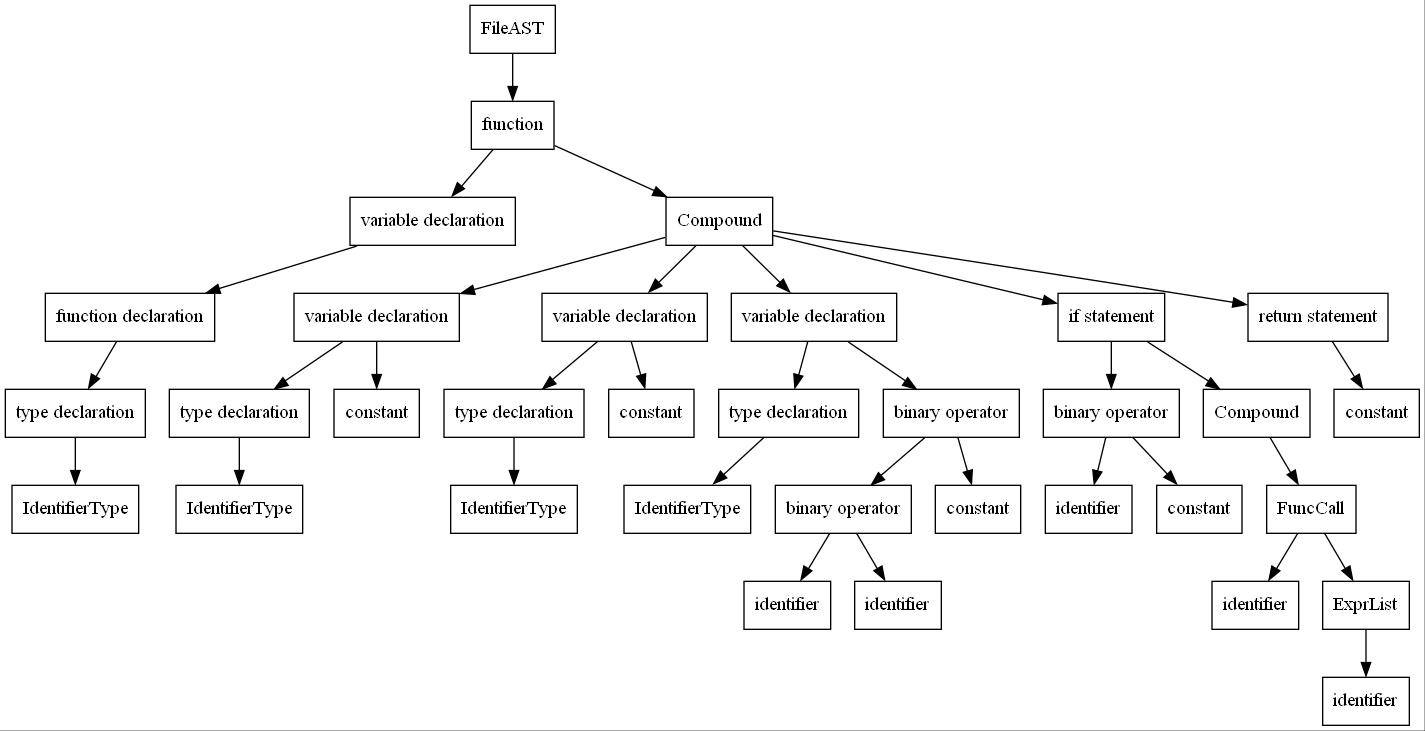 FileAST
function
variable declaration
Compound
function declaration
variable declaration
variable declaration
variable declaration
if statement
return statement
type declaration
type declaration
constant
type declaration
constant
type declaration
binary operator
binary operator
Compound
constant
IdentifierType
IdentifierType
IdentifierType
IdentifierType
binary operator
constant
identifier
constant
FuncCall
identifier
identifier
identifier
ExprList
identifier